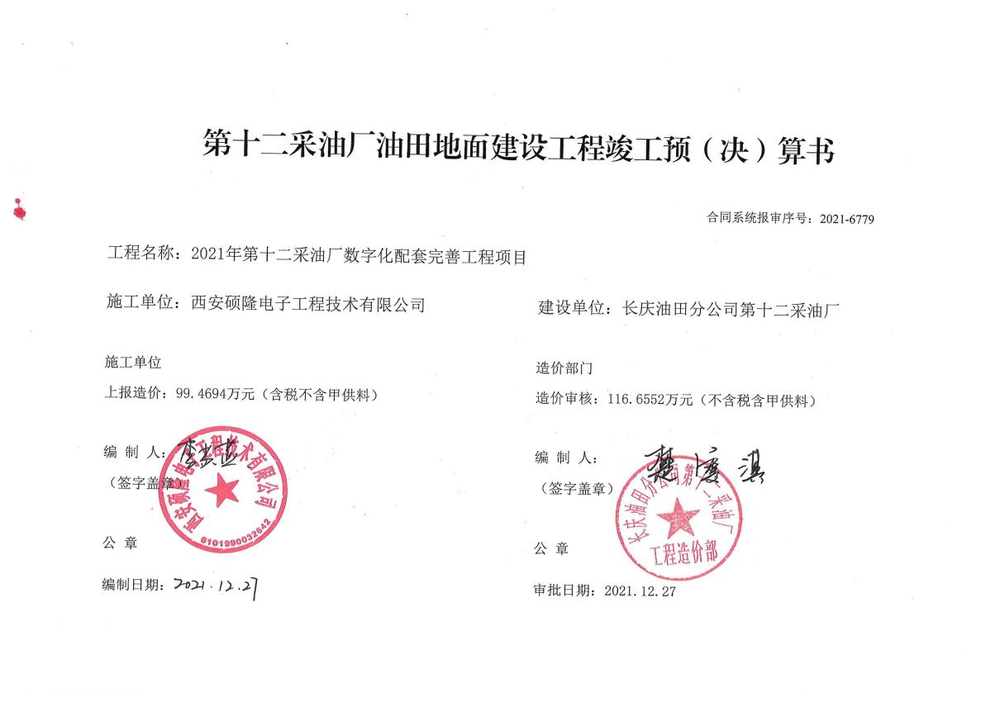 第十二采油厂油田地面建设工程竣工预（决）算书
合同系统报审序号：2021-6779
工程名称：2021年第十二采油厂数字化配套完善工程项目
施工单位：西安硕隆电子工程技术有限公司
建设单位：长庆油田分公司第十二采油厂
施工单位
上报造价：99.4694万元（含税不含甲供料）
造价部门
造价审核：116.6552万元（不含税含甲供料）
编 制 人：
（签字盖章）
公 章
西安硕隆电子工程技术有限公司
6101990032642
编制日期：2021.12.27
编 制 人：
（签字盖章）
公 章
长庆油田分公司第十二采油厂
工程造价部
审批日期：2021.12.27